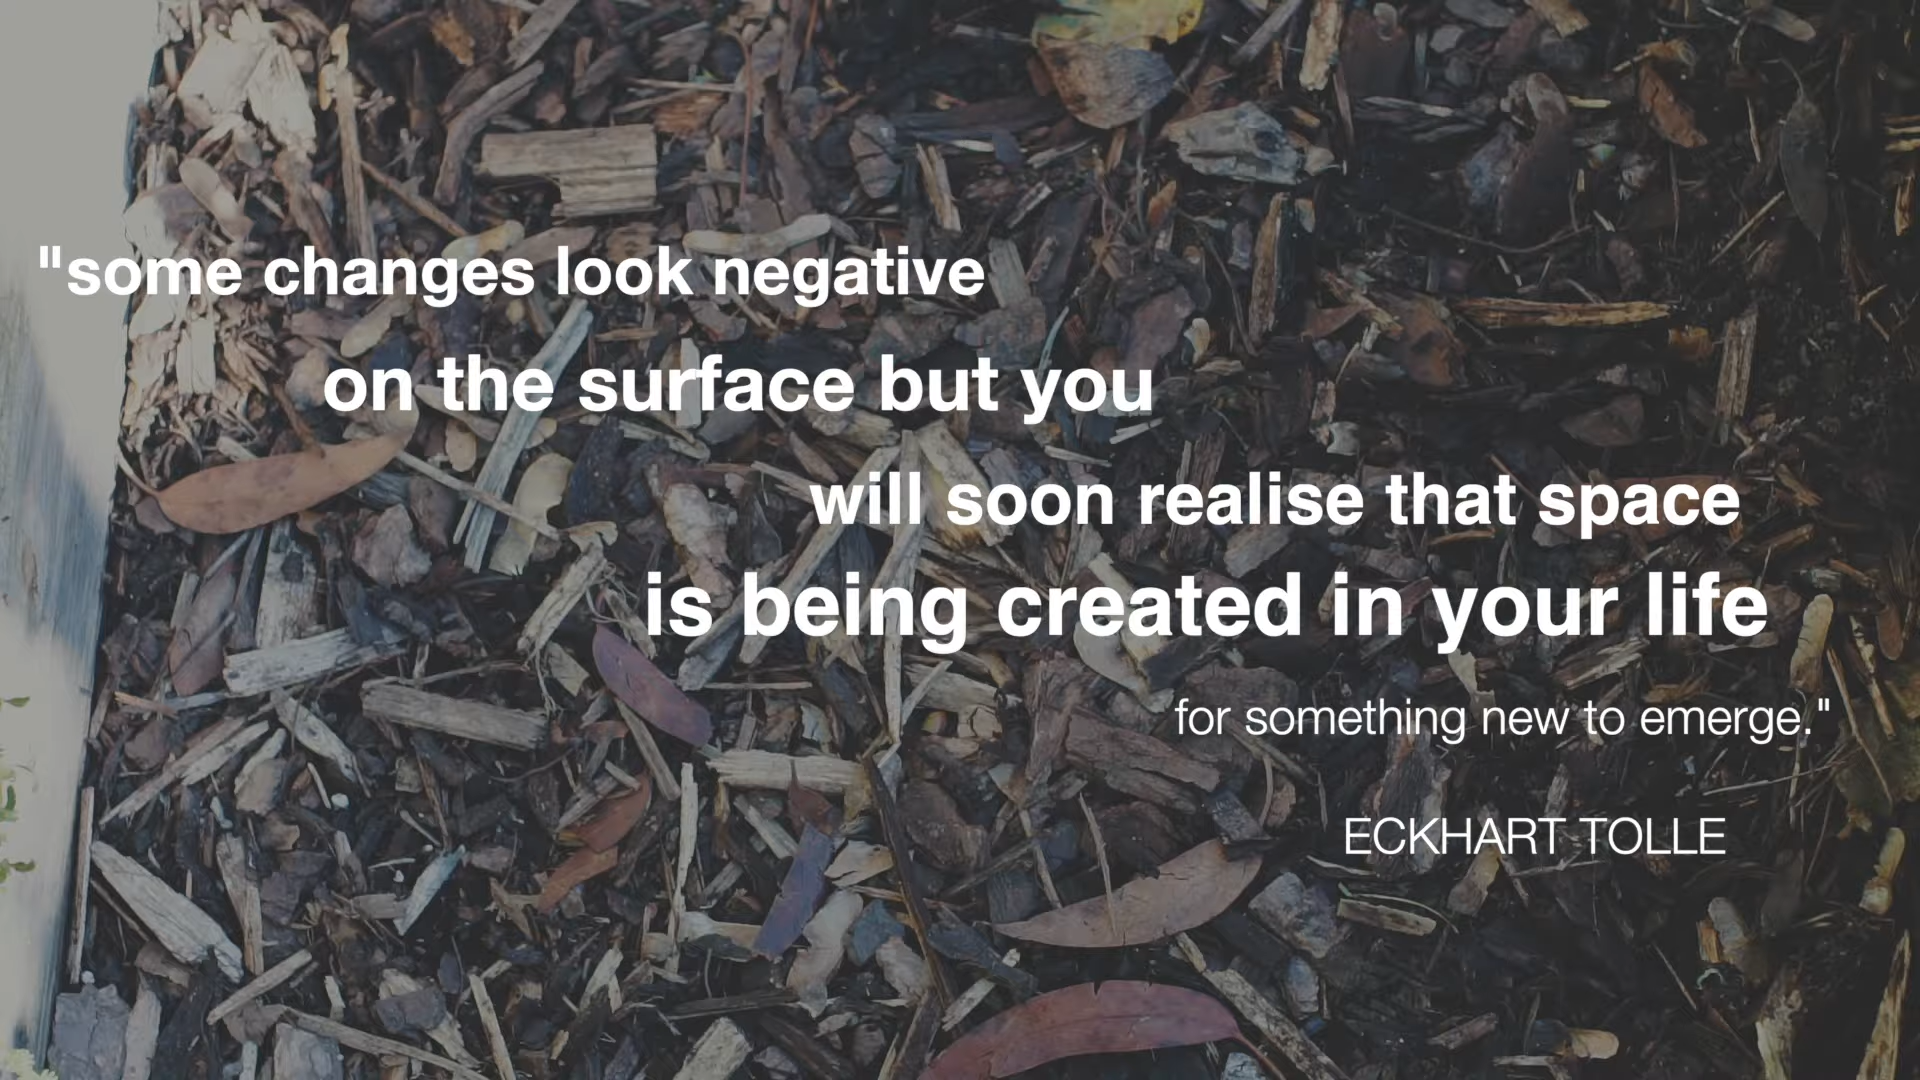 "some changes look negative
on the surface but you
will soon realise that space
is being created in your life
for something new to emerge."
ECKHART TOLLE